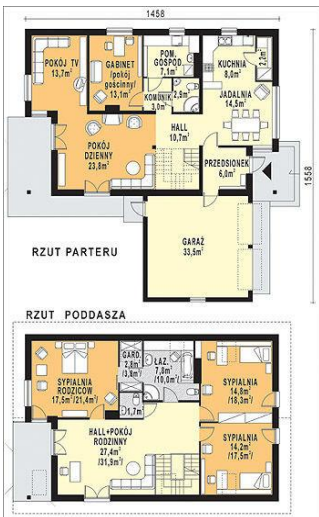 1458
POKÓJ TV
13,7m²
GABINET
/pokój
gościnny/
13,1m²
POM.
GOSPOD.
7,1m²
KUCHNIA
8,0m²
2,2m²
KOMUNIK.
3,0m²
2,9m²
JADALNIA
14,5m²
HALL
10,7m²
POKÓJ
DZIENNY
23,8m²
PRZEDSIONEK
6,0m²
1558
GARAŻ
33,5m²
RZUT PARTERU
RZUT PODDASZA
SYPIALNIA
RODZICÓW
17,5m²/21,4m²/
GARD.
2,8m²
/3,8m²/
ŁAZ.
7,8m²
/10,0m²/
1,7m²
SYPIALNIA
14,8m²
/18,3m²/
HALL+POKÓJ
RODZINNY
27,4m²
/31,9m²/
SYPIALNIA
14,2m²
/17,5m²/